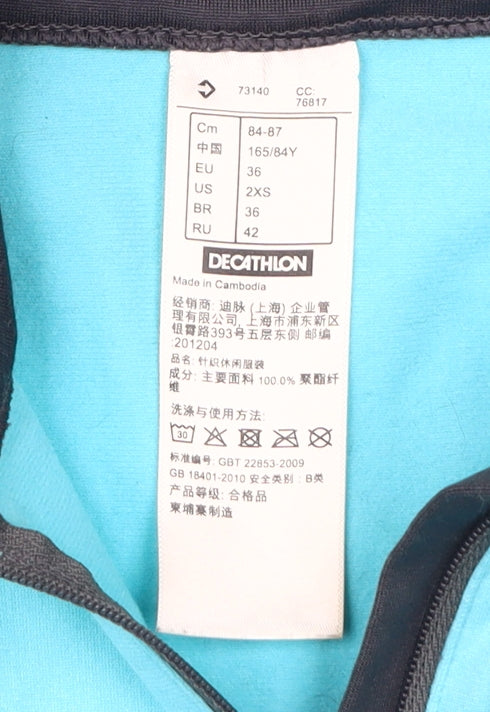 73140 CC: 76817
Cm 84-87
中国 165/84Y
EU 36
US 2XS
BR 36
RU 42
DECATHLON
Made in Cambodia
经销商: 迪脉 (上海) 企业管
理有限公司, 上海市浦东新区
银霄路393号五层东侧 邮编
:201204
品名: 针织休闲服装
成分: 主要面料 100.0% 聚酯纤
维
洗涤与使用方法:
30
标准编号: GBT 22853-2009
GB 18401-2010 安全类别: B类
产品等级: 合格品
柬埔寨制造